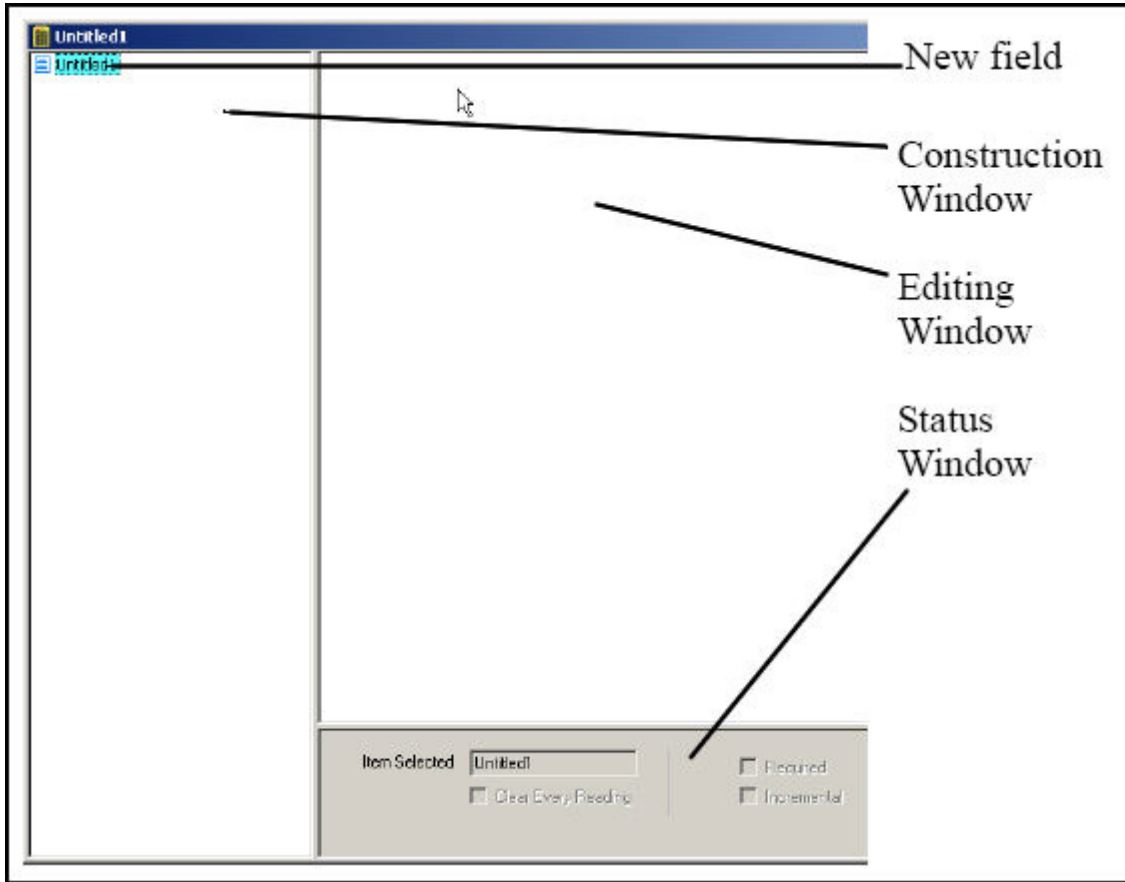 Untitled1
Untitled1
New field
Construction
Window
Editing
Window
Status
Window
Item Selected
Untitled1
Required
Clear Every Reading
Incremental